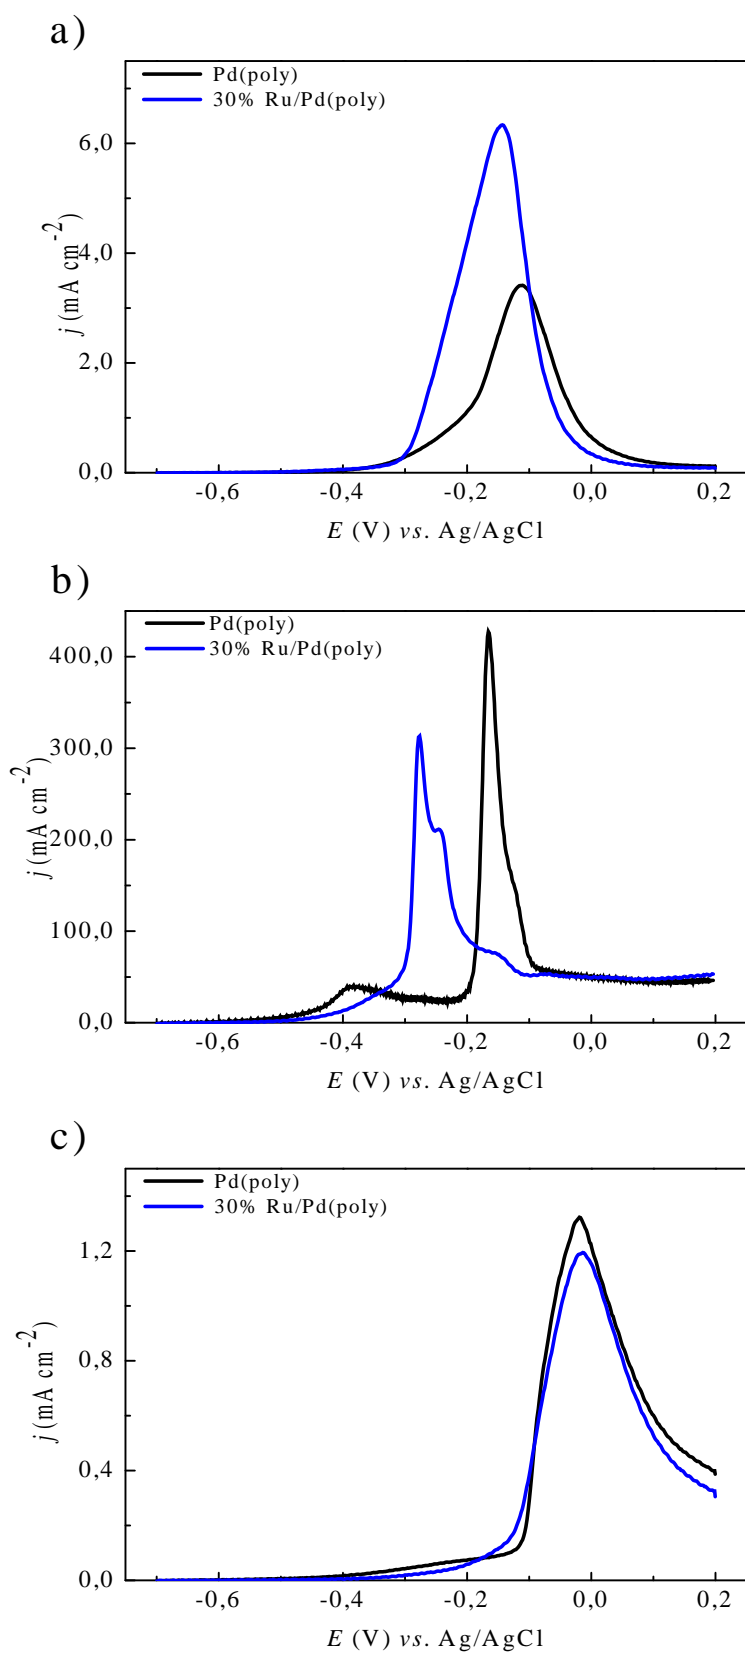 a)
Pd(poly)
30% Ru/Pd(poly)
6,0
4,0
2,0
0,0
j (mA cm-2)
-0,6 -0,4 -0,2 0,0 0,2
E (V) vs. Ag/AgCl
b)
Pd(poly)
30% Ru/Pd(poly)
400,0
300,0
200,0
100,0
0,0
j (mA cm-2)
-0,6 -0,4 -0,2 0,0 0,2
E (V) vs. Ag/AgCl
c)
Pd(poly)
30% Ru/Pd(poly)
1,2
0,8
0,4
0,0
j (mA cm-2)
-0,6 -0,4 -0,2 0,0 0,2
E (V) vs. Ag/AgCl